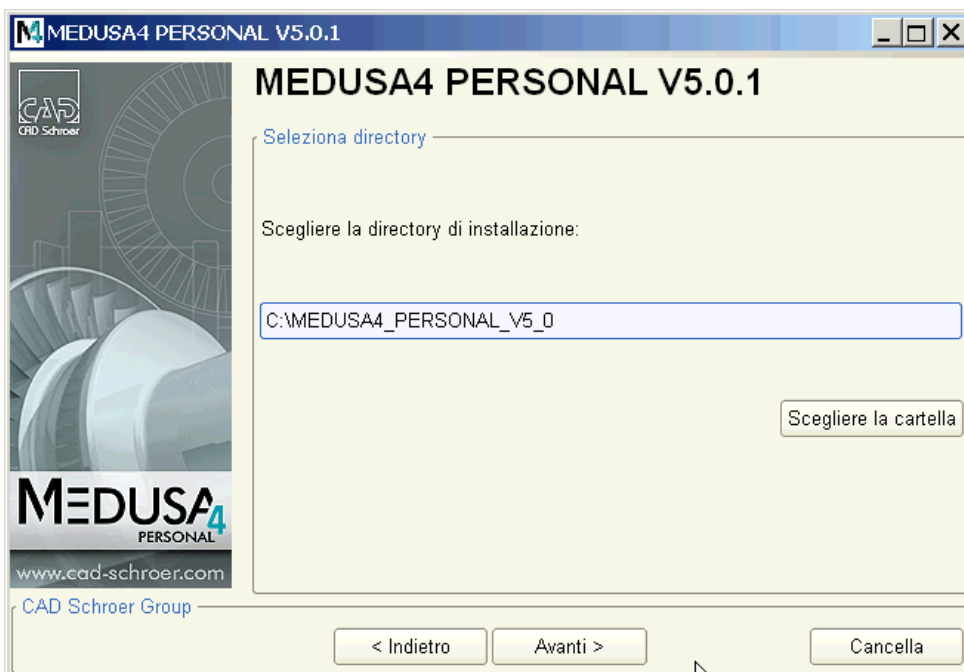 MEDUSA4 PERSONAL V5.0.1
CAD
CAD Schroer
MEDUSA4 PERSONAL V5.0.1
Seleziona directory
Scegliere la directory di installazione:
C:\MEDUSA4_PERSONAL_V5_0
Scegliere la cartella
MEDUSA4
PERSONAL
www.cad-schroer.com
CAD Schroer Group
< Indietro
Avanti >
Cancella